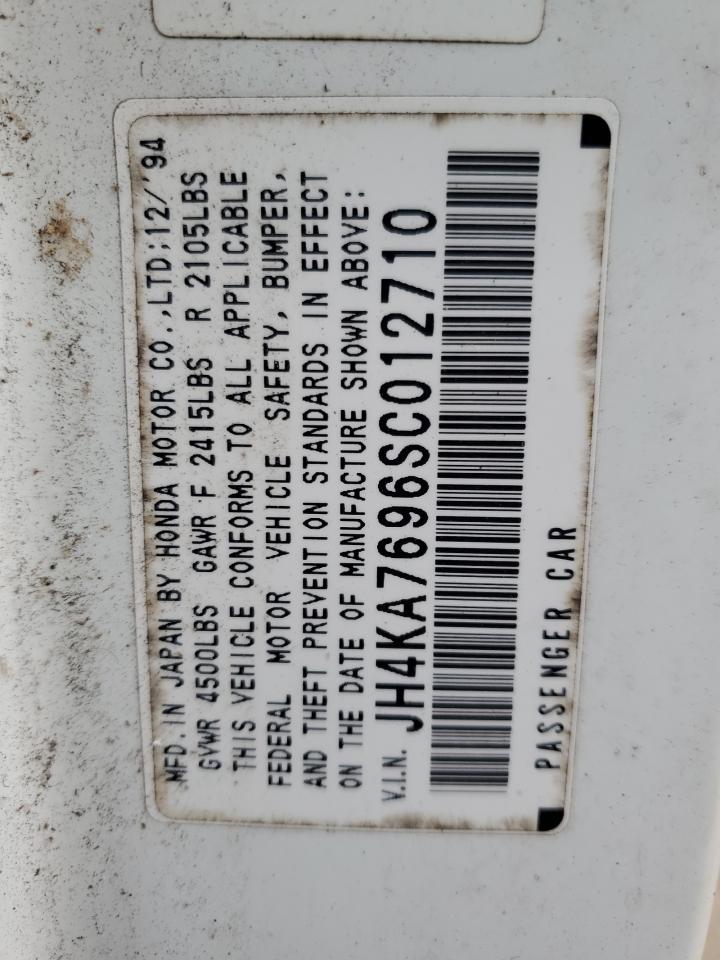 MFD. IN JAPAN BY HONDA MOTOR CO.,LTD;12/'94
GVWR 4500LBS GAWR F 2415LBS R 2105LBS
THIS VEHICLE CONFORMS TO ALL APPLICABLE
FEDERAL MOTOR VEHICLE SAFETY, BUMPER,
AND THEFT PREVENTION STANDARDS IN EFFECT
ON THE DATE OF MANUFACTURE SHOWN ABOVE:
V.I.N. JH4KA7696SC012710
PASSENGER CAR